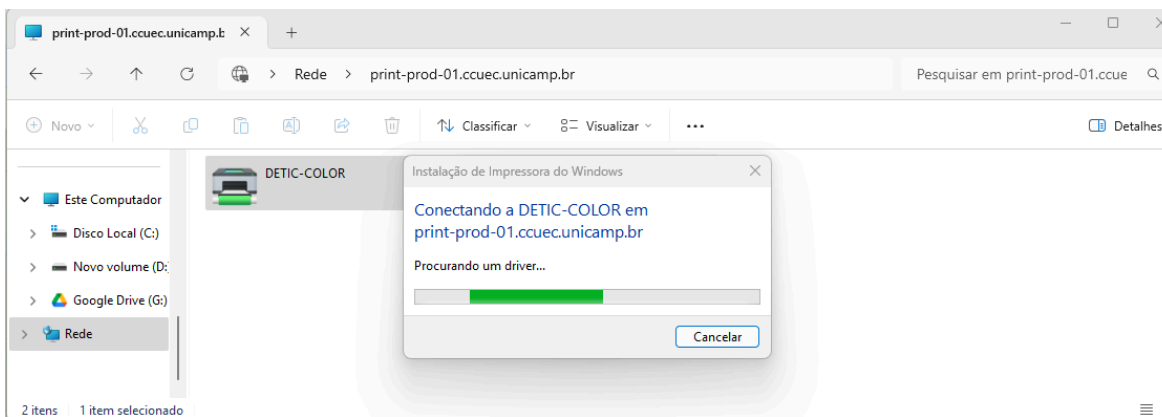 print-prod-01.ccuec.unicamp.b
Rede > print-prod-01.ccuec.unicamp.br
Pesquisar em print-prod-01.ccue
Novo
Classificar
Visualizar
Detalhes
Este Computador
Disco Local (C:)
Novo volume (D:
Google Drive (G:)
Rede
DETIC-COLOR
Instalação de Impressora do Windows
Conectando a DETIC-COLOR em
print-prod-01.ccuec.unicamp.br
Procurando um driver...
Cancelar
2 itens
1 item selecionado